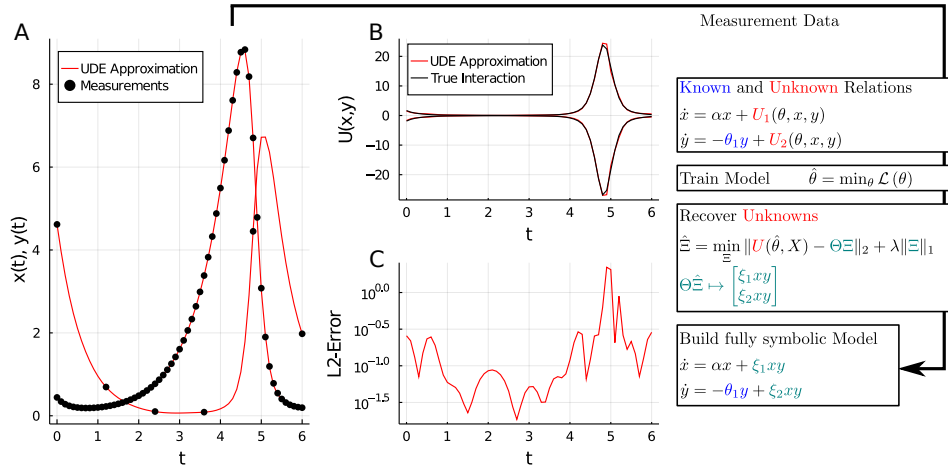 A
UDE Approximation
Measurements
x(t), y(t)
8
6
4
2
0
0 1 2 3 4 5 6
t
B
UDE Approximation
True Interaction
U(x,y)
20
10
0
−10
−20
0 1 2 3 4 5 6
t
C
L2-Error
10^0.0
10^−0.5
10^−1.0
10^−1.5
0 1 2 3 4 5 6
t
Measurement Data
Known and Unknown Relations
ẋ = αx + U₁(θ, x, y)
ẏ = −θ₁y + U₂(θ, x, y)
Train Model θ̂ = min_θ ℒ(θ)
Recover Unknowns
Ξ̂ = min_Ξ ‖U(θ̂, X) − ΘΞ‖₂ + λ‖Ξ‖₁
ΘΞ̂ ↦ [ξ₁xy
ξ₂xy]
Build fully symbolic Model
ẋ = αx + ξ₁xy
ẏ = −θ₁y + ξ₂xy